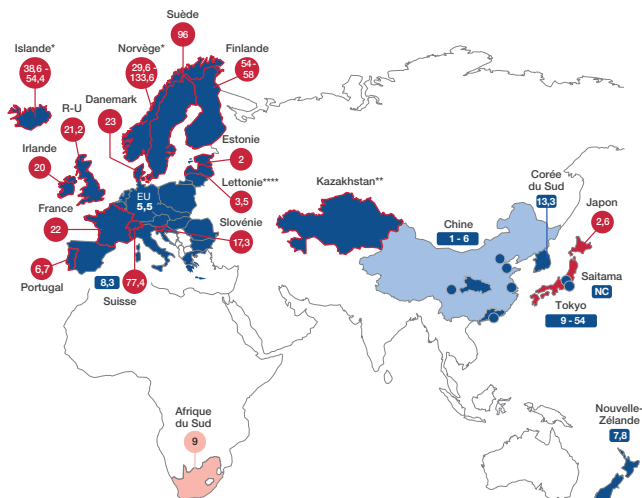 Suède
96
Islande*
38,6 -
54,4
Norvège*
29,6 -
133,6
Finlande
54-
58
R-U
21,2
Danemark
23
Irlande
20
Estonie
2
Lettonie****
3,5
EU
5,5
France
22
Slovénie
17,3
6,7
Portugal
8,3
77,4
Suisse
Kazakhstan**
Chine
1 - 6
Corée
du Sud
13,3
Japon
2,6
Saitama
NC
Tokyo
9 - 54
Afrique
du Sud
9
Nouvelle-
Zélande
7,8